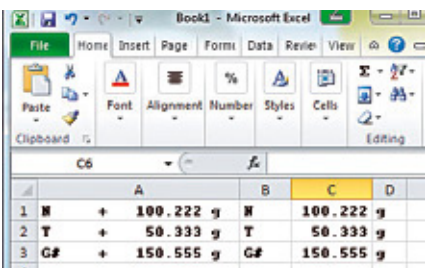 Book1 - Microsoft Excel
File Home Insert Page Form Data Revie View
Paste Font Alignment Number Styles Cells
Clipboard Editing
C6 fx
A B C D
1 N + 100.222 g N 100.222 g
2 T + 50.333 g T 50.333 g
3 G# + 150.555 g G# 150.555 g